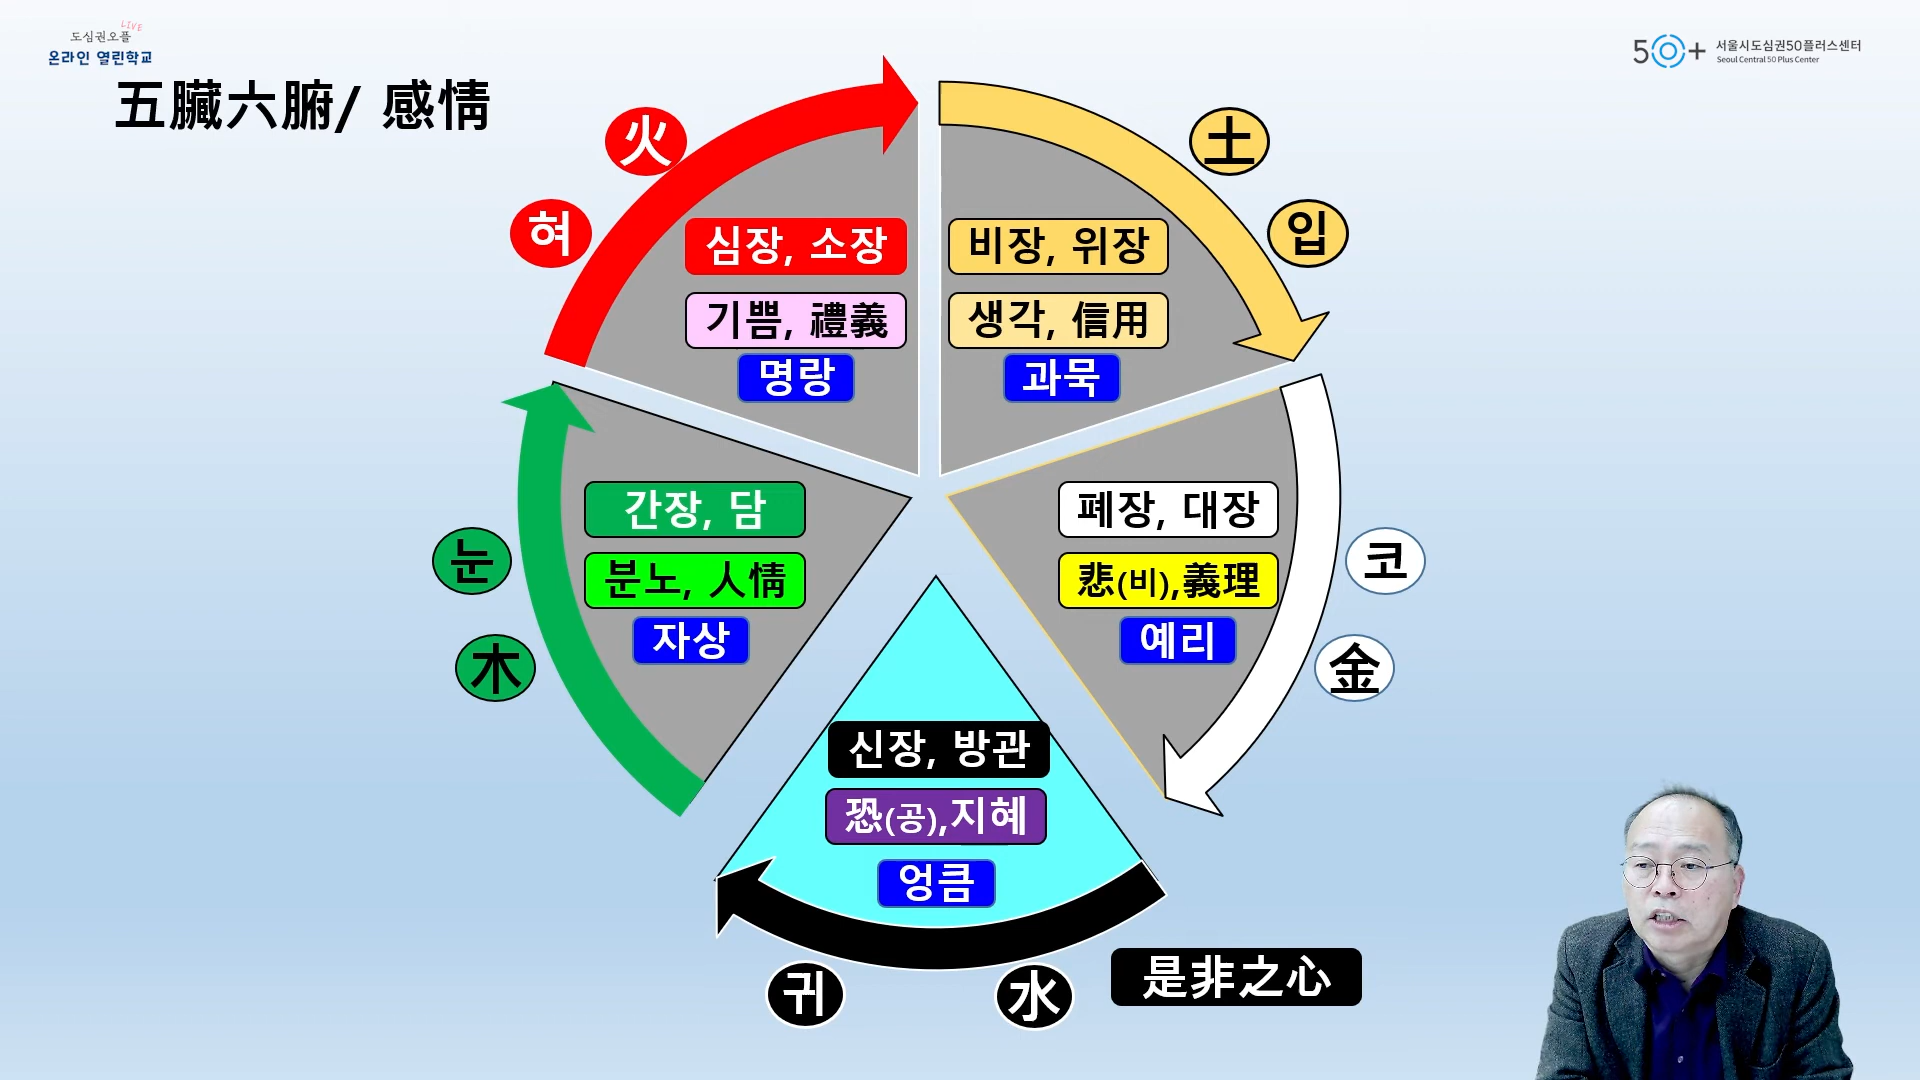 LIVE
도심권오플
온라인 열린학교
50+ 서울시도심권50플러스센터
Seoul Central 50 Plus Center
五臟六腑/ 感情
火
혀
심장, 소장
기쁨, 禮義
명랑
土
입
비장, 위장
생각, 信用
과묵
간장, 담
분노, 人情
자상
눈
木
폐장, 대장
悲(비),義理
예리
코
金
신장, 방관
恐(공),지혜
엉큼
귀
水
是非之心